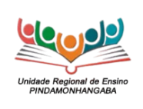 Unidade Regional de Ensino
PINDAMONHANGABA